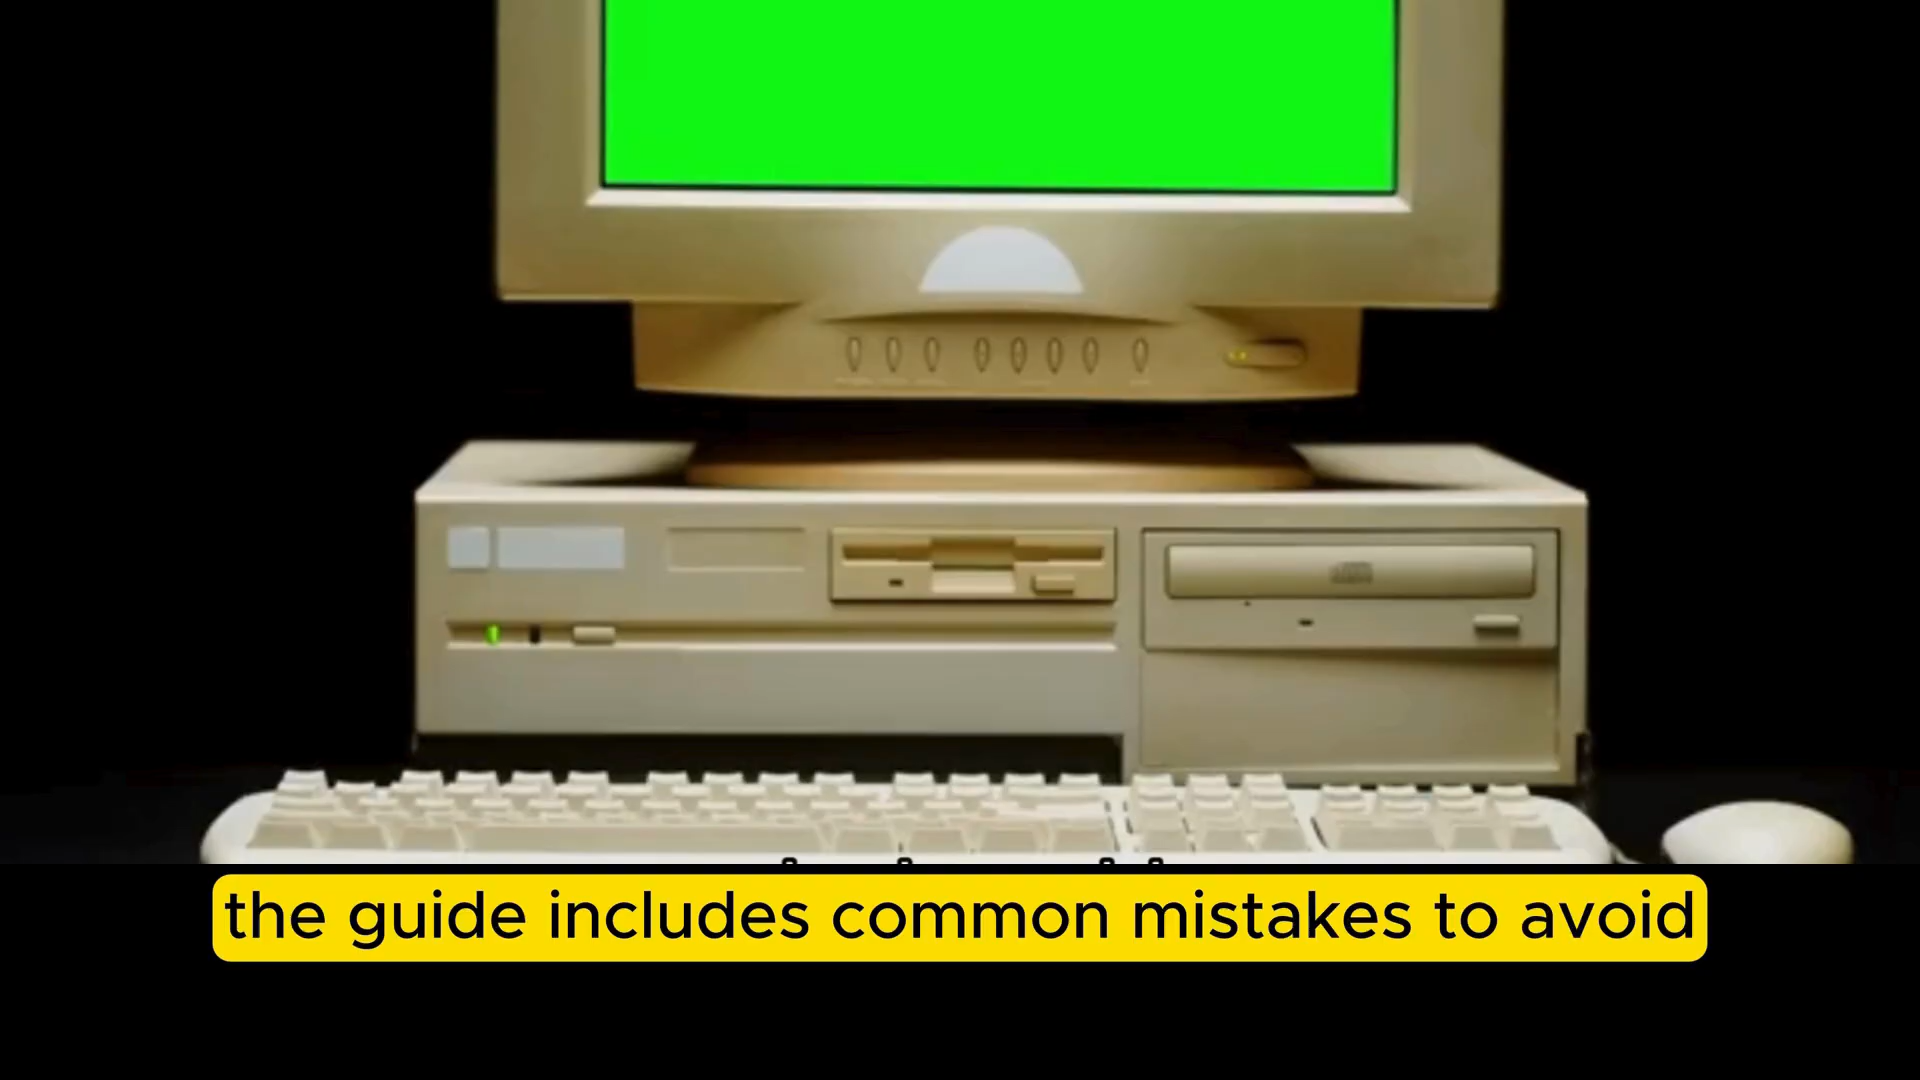 the guide includes common mistakes to avoid